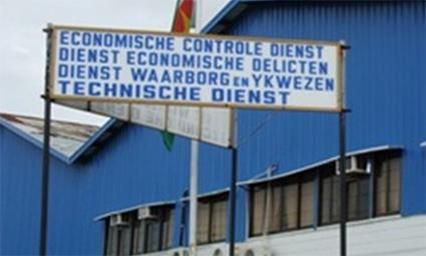 ECONOMISCHE CONTROLE DIENST
DIENST ECONOMISCHE DELICTEN
DIENST WAARBORG EN YKWEZEN
TECHNISCHE DIENST